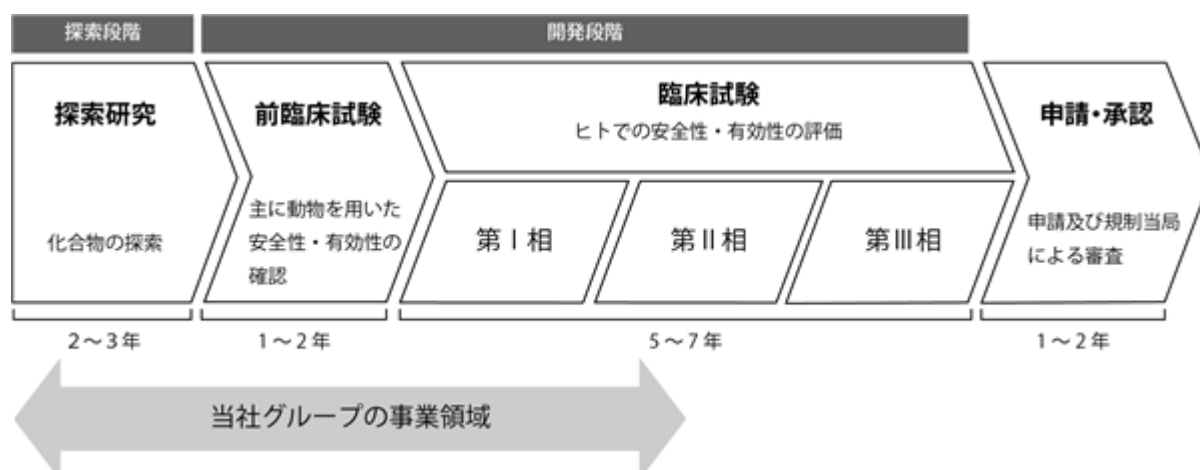 探索段階
開発段階
探索研究
化合物の探索
前臨床試験
主に動物を用いた
安全性・有効性の
確認
臨床試験
ヒトでの安全性・有効性の評価
第Ⅰ相
第Ⅱ相
第Ⅲ相
申請・承認
申請及び規制当局
による審査
2～3年
1～2年
5～7年
1～2年
当社グループの事業領域